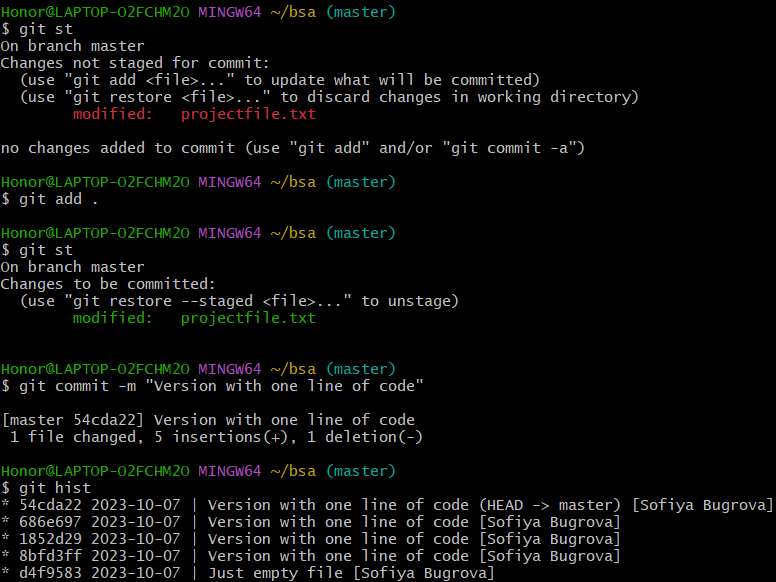 Honor@LAPTOP-O2FCHM2O MINGW64 ~/bsa (master)
$ git st
On branch master
Changes not staged for commit:
  (use "git add <file>..." to update what will be committed)
  (use "git restore <file>..." to discard changes in working directory)
        modified:   projectfile.txt

no changes added to commit (use "git add" and/or "git commit -a")

Honor@LAPTOP-O2FCHM2O MINGW64 ~/bsa (master)
$ git add .

Honor@LAPTOP-O2FCHM2O MINGW64 ~/bsa (master)
$ git st
On branch master
Changes to be committed:
  (use "git restore --staged <file>..." to unstage)
        modified:   projectfile.txt


Honor@LAPTOP-O2FCHM2O MINGW64 ~/bsa (master)
$ git commit -m "Version with one line of code"

[master 54cda22] Version with one line of code
 1 file changed, 5 insertions(+), 1 deletion(-)

Honor@LAPTOP-O2FCHM2O MINGW64 ~/bsa (master)
$ git hist
* 54cda22 2023-10-07 | Version with one line of code (HEAD -> master) [Sofiya Bugrova]
* 686e697 2023-10-07 | Version with one line of code [Sofiya Bugrova]
* 1852d29 2023-10-07 | Version with one line of code [Sofiya Bugrova]
* 8bfd3ff 2023-10-07 | Version with one line of code [Sofiya Bugrova]
* d4f9583 2023-10-07 | Just empty file [Sofiya Bugrova]